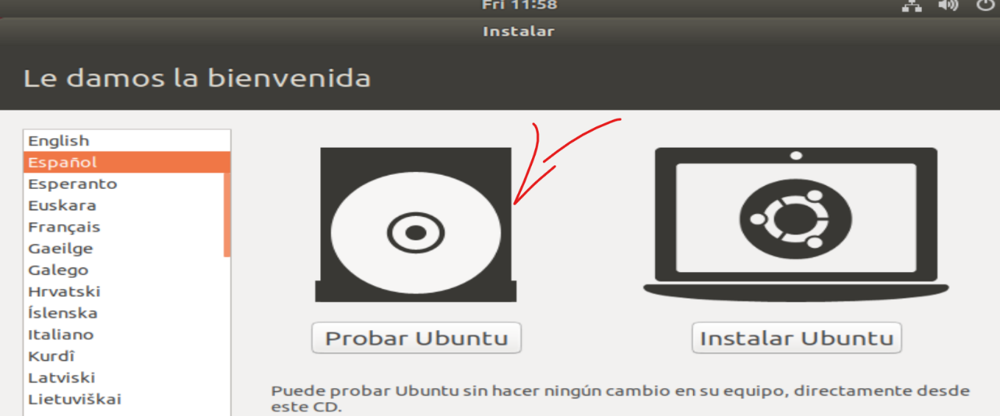 Fri 11:58
Instalar
Le damos la bienvenida
English
Español
Esperanto
Euskara
Français
Gaeilge
Galego
Hrvatski
Íslenska
Italiano
Kurdî
Latviski
Lietuviškai
Probar Ubuntu
Instalar Ubuntu
Puede probar Ubuntu sin hacer ningún cambio en su equipo, directamente desde
este CD.